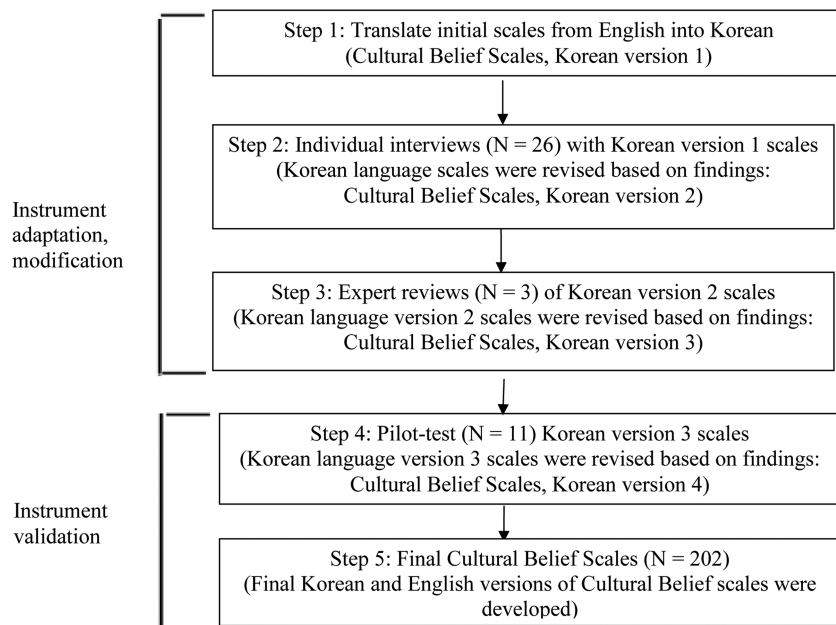 Step 1: Translate initial scales from English into Korean
(Cultural Belief Scales, Korean version 1)
Step 2: Individual interviews (N = 26) with Korean version 1 scales
(Korean language scales were revised based on findings:
Cultural Belief Scales, Korean version 2)
Instrument
adaptation,
modification
Step 3: Expert reviews (N = 3) of Korean version 2 scales
(Korean language version 2 scales were revised based on findings:
Cultural Belief Scales, Korean version 3)
Step 4: Pilot-test (N = 11) Korean version 3 scales
(Korean language version 3 scales were revised based on findings:
Cultural Belief Scales, Korean version 4)
Instrument
validation
Step 5: Final Cultural Belief Scales (N = 202)
(Final Korean and English versions of Cultural Belief scales were
developed)